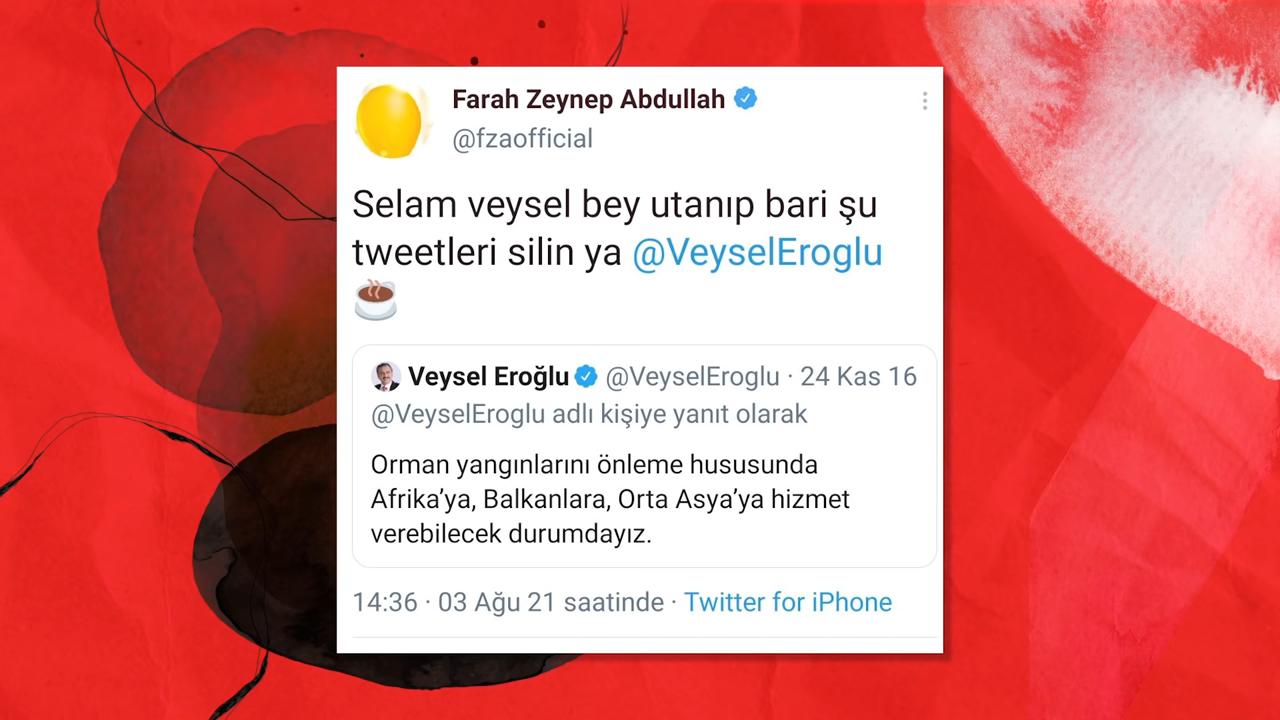 Farah Zeynep Abdullah
@fzaofficial
Selam veysel bey utanıp bari şu
tweetleri silin ya @VeyselEroglu
Veysel Eroğlu @VeyselEroglu · 24 Kas 16
@VeyselEroglu adlı kişiye yanıt olarak
Orman yangınlarını önleme hususunda
Afrika’ya, Balkanlara, Orta Asya’ya hizmet
verebilecek durumdayız.
14:36 · 03 Ağu 21 saatinde · Twitter for iPhone